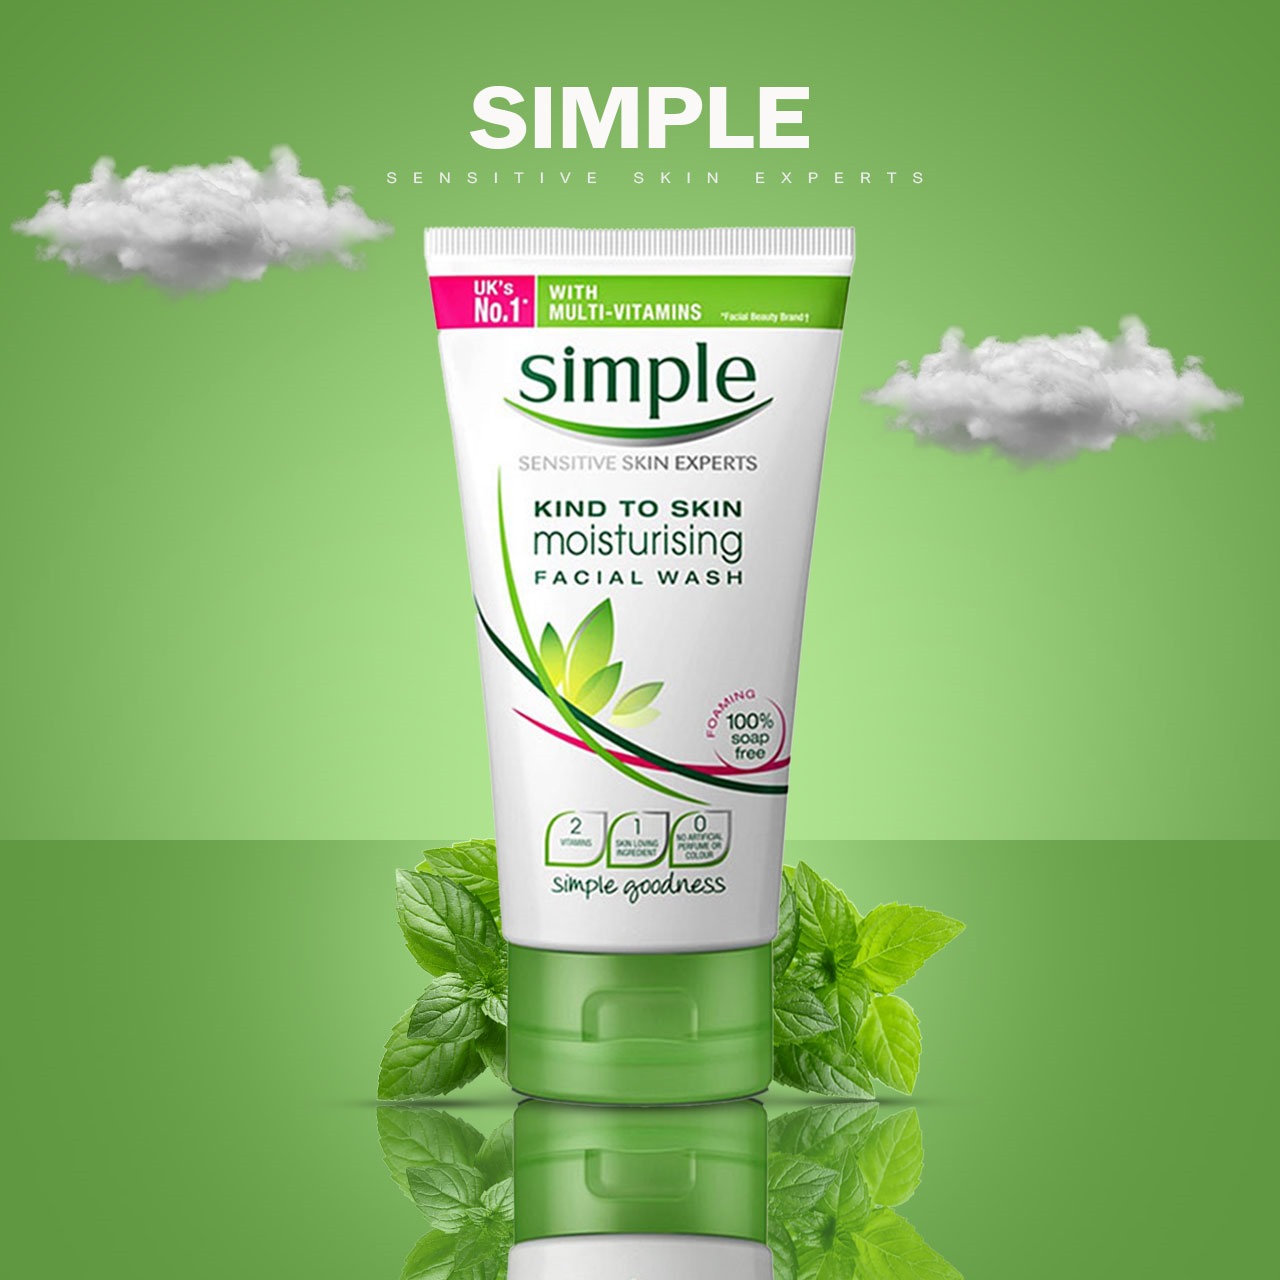 SIMPLE
SENSITIVE SKIN EXPERTS
UK's
No.1*
WITH
MULTI-VITAMINS
*Facial Beauty Brand†
simple
SENSITIVE SKIN EXPERTS
KIND TO SKIN
moisturising
FACIAL WASH
FOAMING
100%
soap
free
2
VITAMINS
1
SKIN LOVING
INGREDIENT
0
NO ARTIFICIAL
PERFUME OR
COLOUR
simple goodness